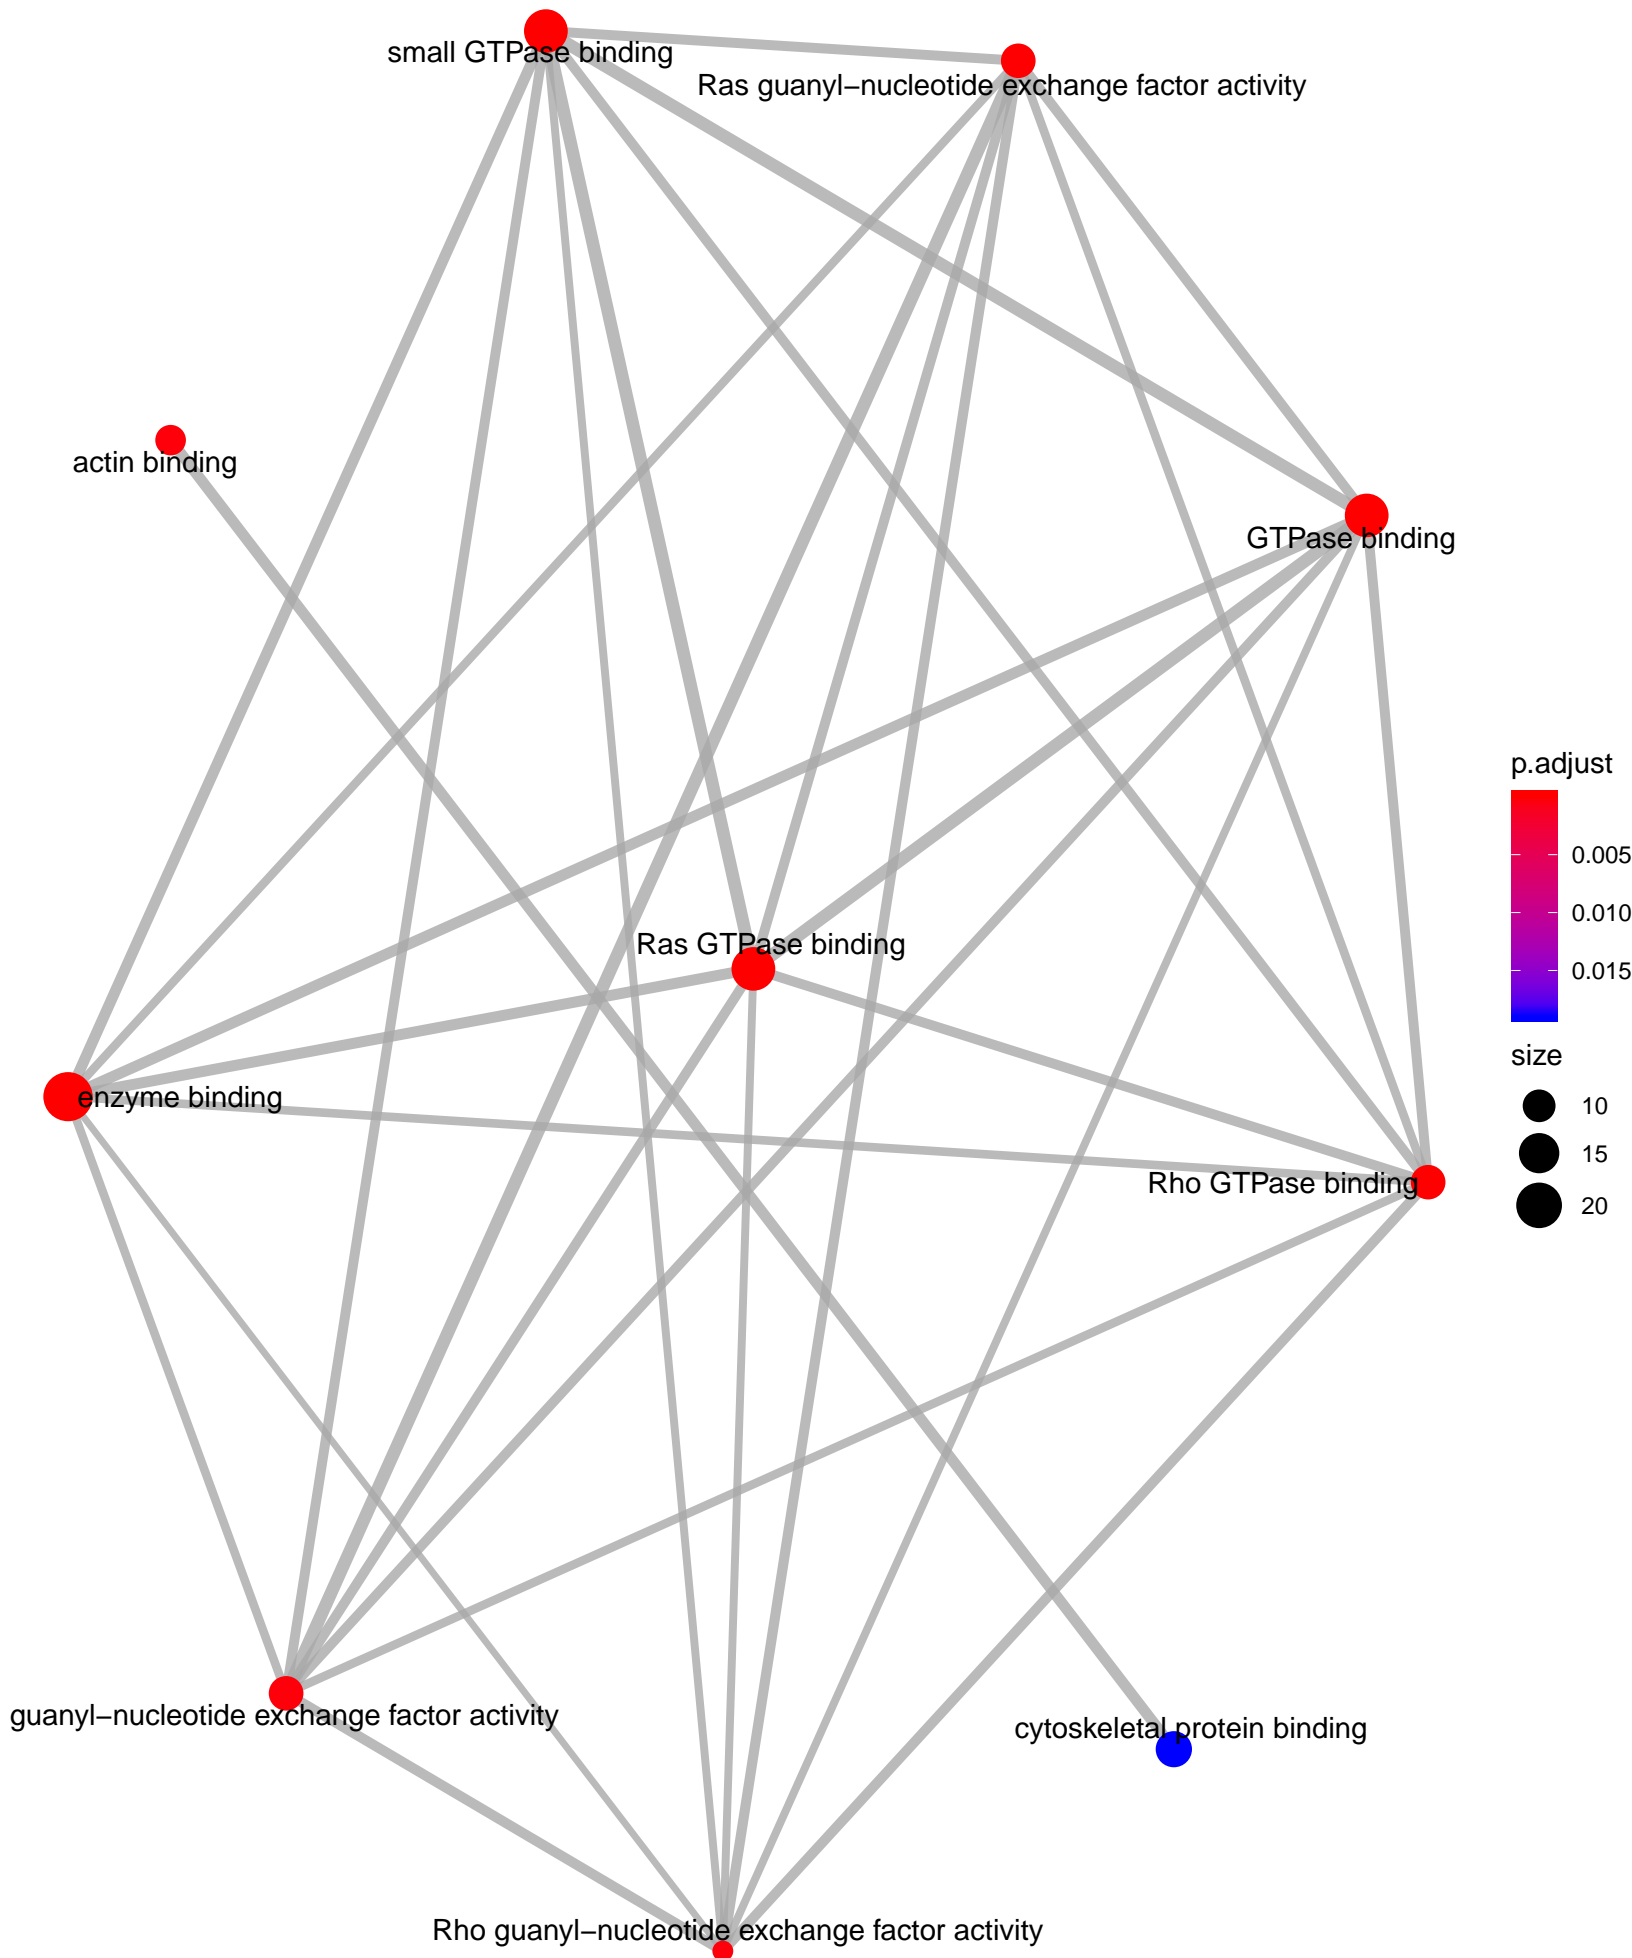 small GTPase binding
Ras guanyl−nucleotide exchange factor activity
actin binding
GTPase binding
p.adjust
0.005
0.010
0.015
Ras GTPase binding
size
10
15
20
enzyme binding
Rho GTPase binding
guanyl−nucleotide exchange factor activity
cytoskeletal protein binding
Rho guanyl−nucleotide exchange factor activity